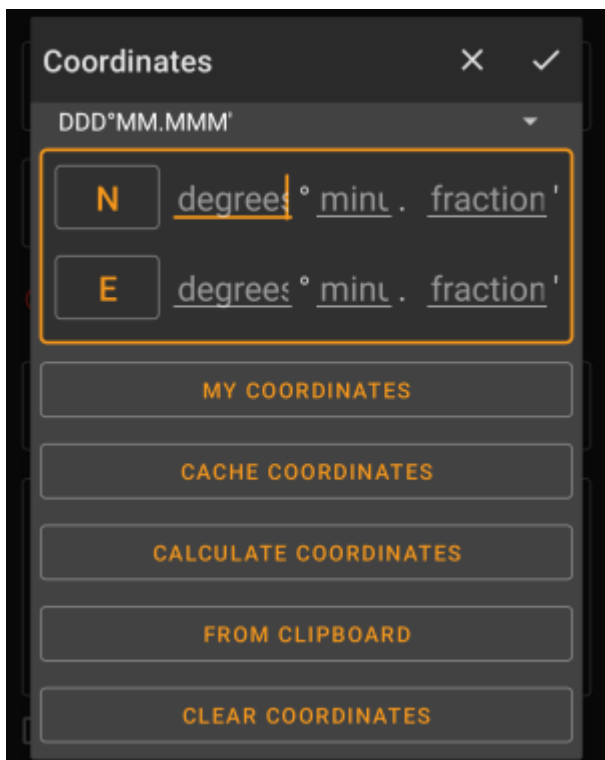 Coordinates
DDD°MM.MMM'
N degrees ° minu . fraction '
E degrees ° minu . fraction '
MY COORDINATES
CACHE COORDINATES
CALCULATE COORDINATES
FROM CLIPBOARD
CLEAR COORDINATES